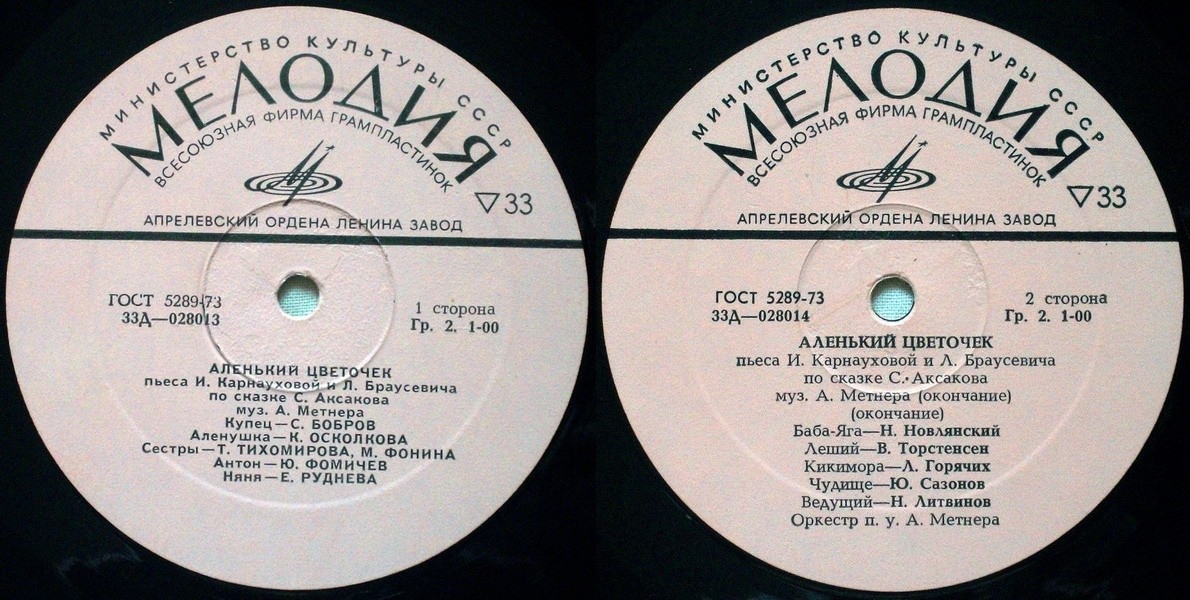 МИНИСТЕРСТВО КУЛЬТУРЫ СССР
МЕЛОДИЯ
ВСЕСОЮЗНАЯ ФИРМА ГРАМПЛАСТИНОК
▽33
АПРЕЛЕВСКИЙ ОРДЕНА ЛЕНИНА ЗАВОД
ГОСТ 5289-73
33Д—028013
1 сторона
Гр. 2. 1-00
АЛЕНЬКИЙ ЦВЕТОЧЕК
пьеса И. Карнауховой и Л. Браусевича
по сказке С. Аксакова
муз. А. Метнера
Купец—С. БОБРОВ
Аленушка—К. ОСКОЛКОВА
Сестры—Т. ТИХОМИРОВА, М. ФОНИНА
Антон—Ю. ФОМИЧЕВ
Няня—Е. РУДНЕВА
МИНИСТЕРСТВО КУЛЬТУРЫ СССР
МЕЛОДИЯ
ВСЕСОЮЗНАЯ ФИРМА ГРАМПЛАСТИНОК
▽33
АПРЕЛЕВСКИЙ ОРДЕНА ЛЕНИНА ЗАВОД
ГОСТ 5289-73
33Д—028014
2 сторона
Гр. 2. 1-00
АЛЕНЬКИЙ ЦВЕТОЧЕК
пьеса И. Карнауховой и Л. Браусевича
по сказке С. Аксакова
муз. А. Метнера (окончание)
(окончание)
Баба-Яга—Н. Новлянский
Леший—В. Торстенсен
Кикимора—Л. Горячих
Чудище—Ю. Сазонов
Ведущий—Н. Литвинов
Оркестр п. у. А. Метнера